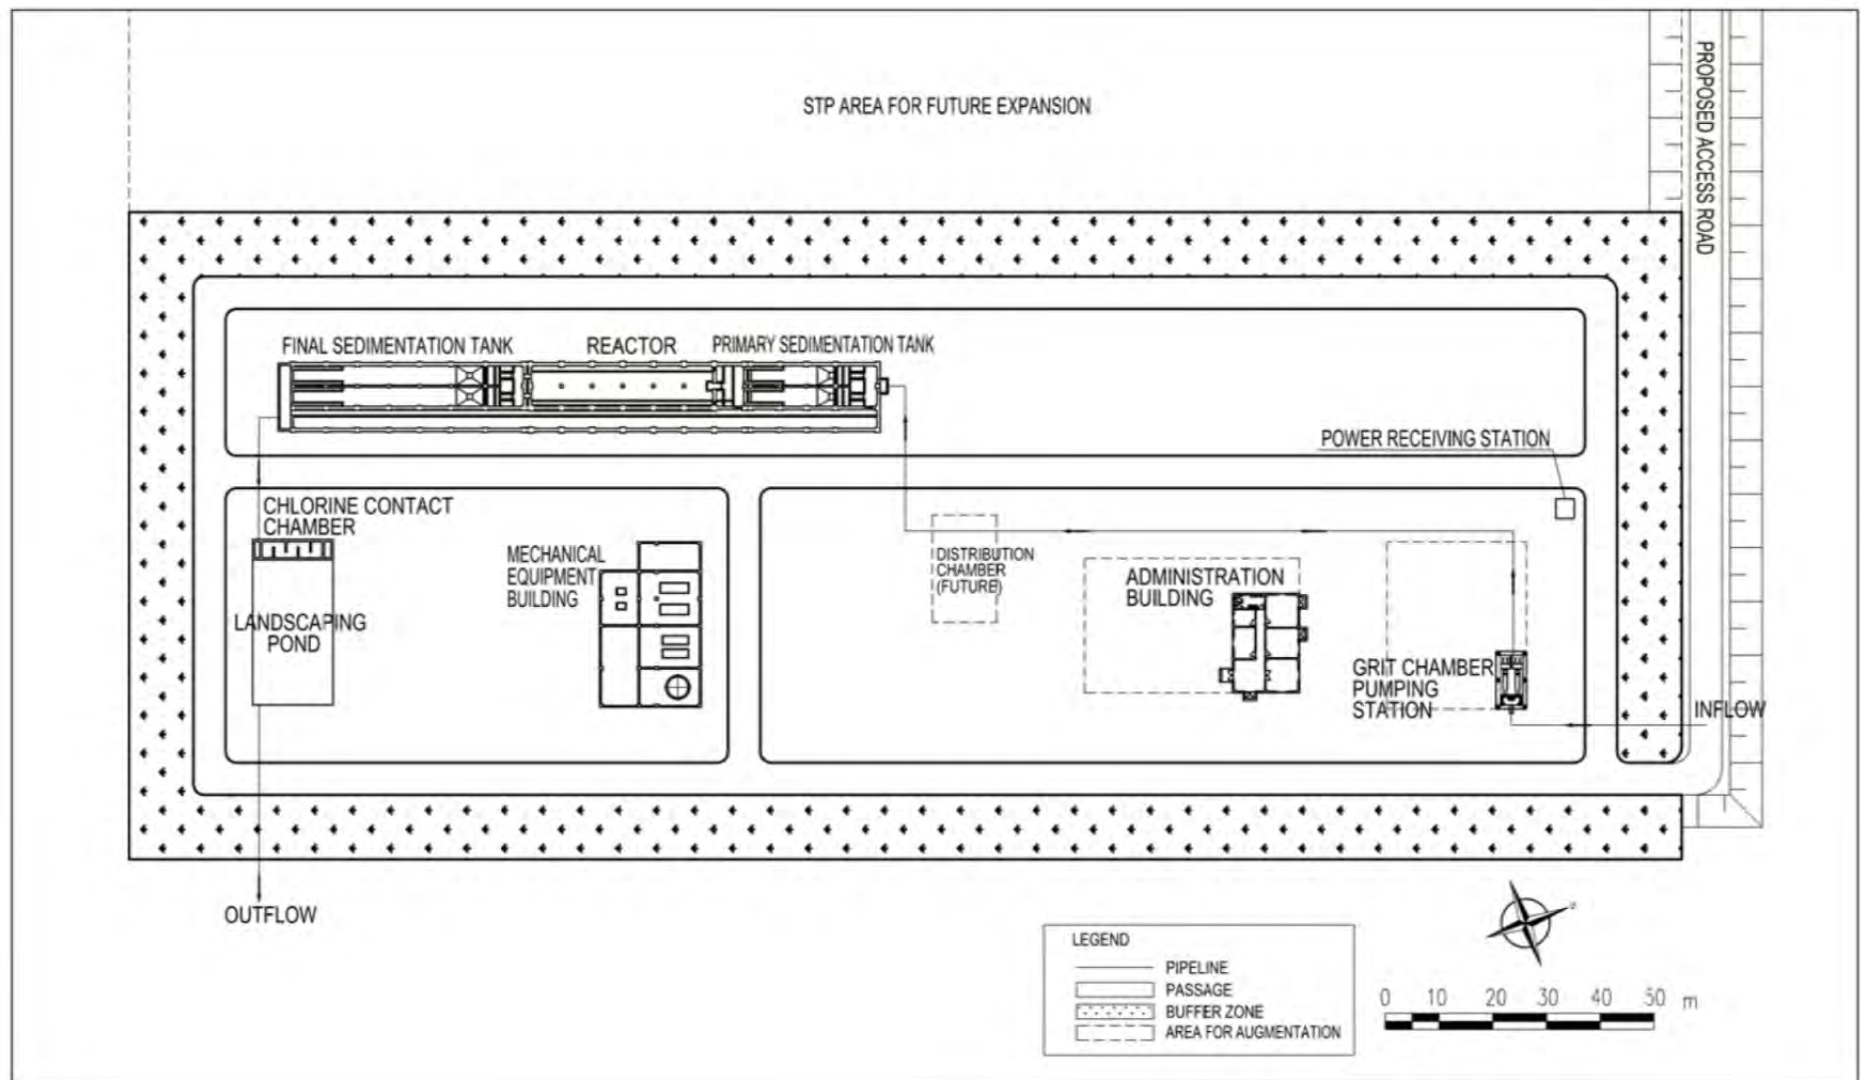 STP AREA FOR FUTURE EXPANSION
PROPOSED ACCESS ROAD
FINAL SEDIMENTATION TANK
REACTOR
PRIMARY SEDIMENTATION TANK
POWER RECEIVING STATION
CHLORINE CONTACT
CHAMBER
MECHANICAL
EQUIPMENT
BUILDING
DISTRIBUTION
CHAMBER
(FUTURE)
ADMINISTRATION
BUILDING
LANDSCAPING
POND
GRIT CHAMBER
PUMPING
STATION
INFLOW
OUTFLOW
LEGEND
PIPELINE
PASSAGE
BUFFER ZONE
AREA FOR AUGMENTATION
0 10 20 30 40 50 m